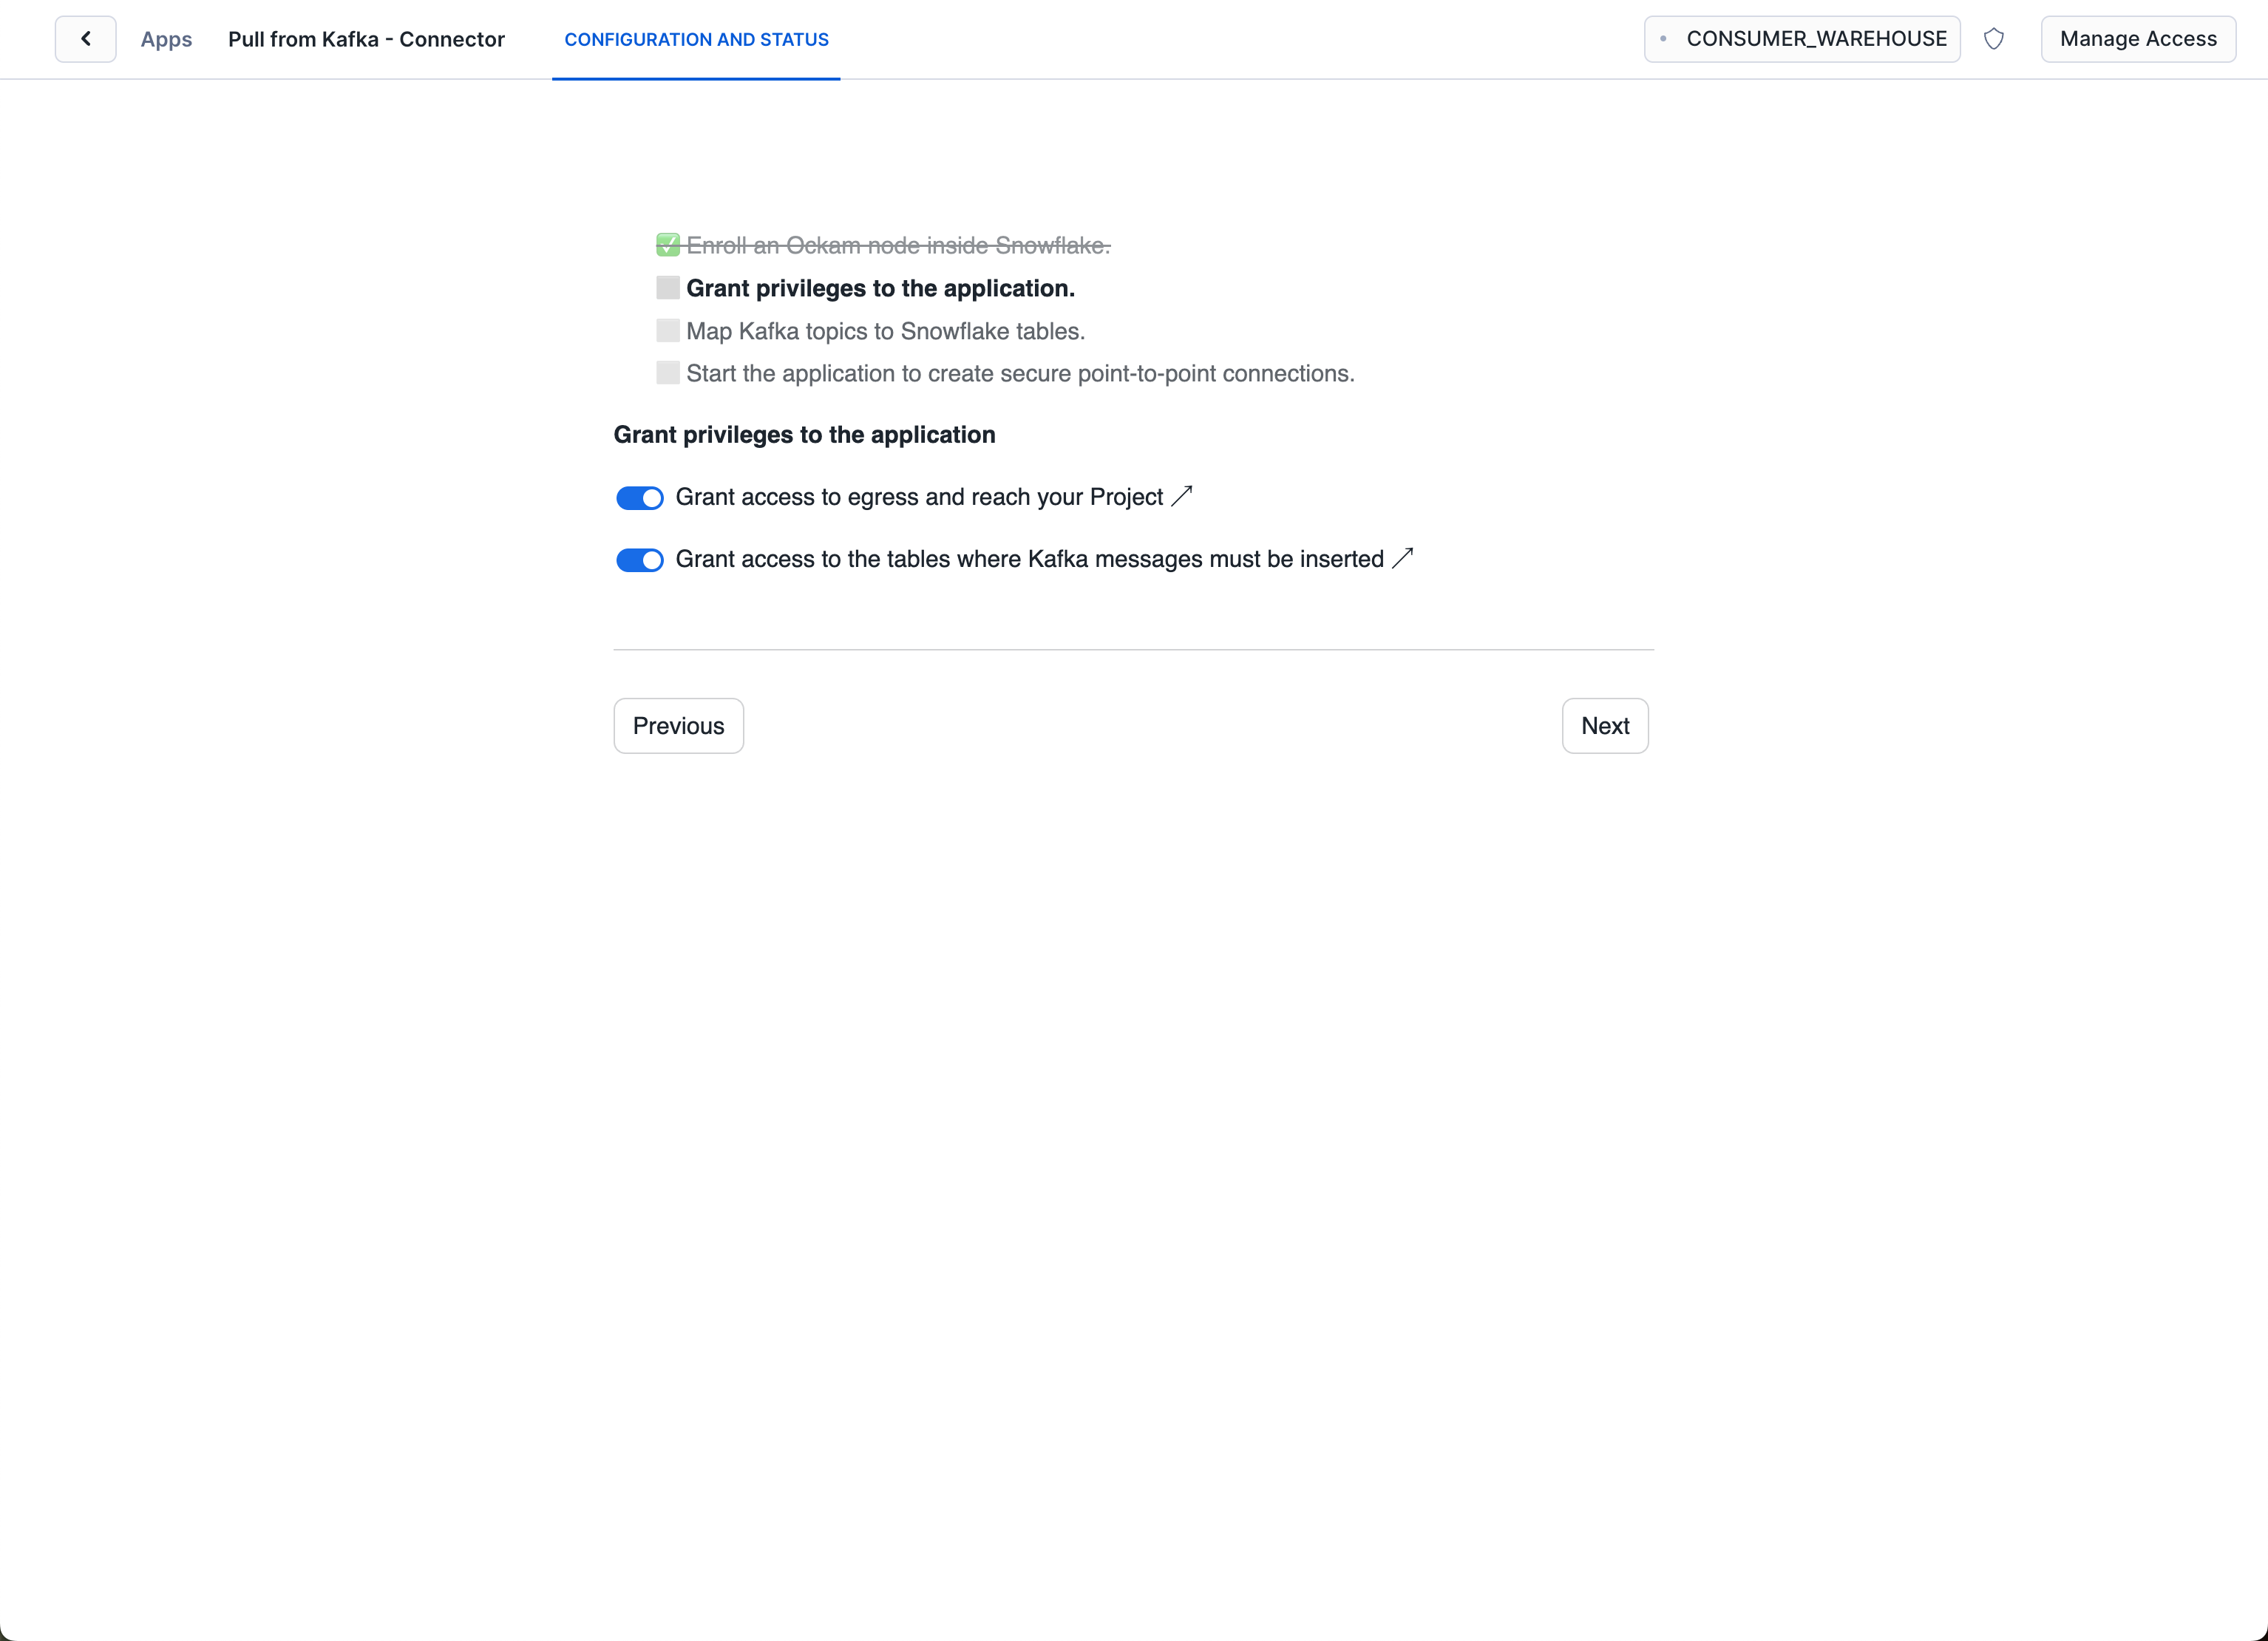 Apps Pull from Kafka - Connector CONFIGURATION AND STATUS CONSUMER_WAREHOUSE Manage Access
Enroll an Ockam node inside Snowflake.
Grant privileges to the application.
Map Kafka topics to Snowflake tables.
Start the application to create secure point-to-point connections.
Grant privileges to the application
Grant access to egress and reach your Project
Grant access to the tables where Kafka messages must be inserted
Previous Next